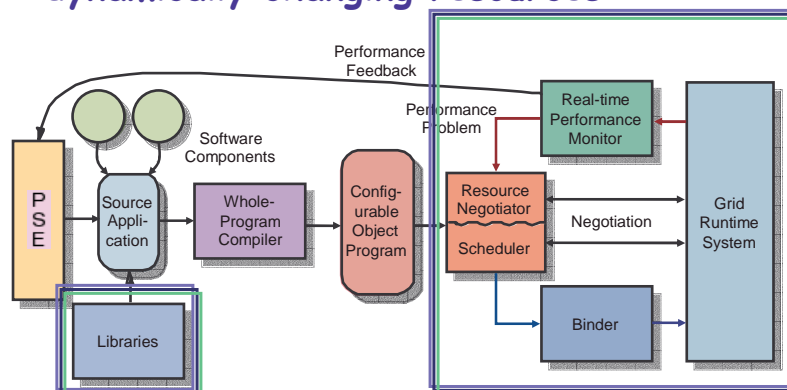 dynamically changing resources
Performance
Feedback
Software
Components
Performance
Problem
Real-time
Performance
Monitor
P
S
E
Source
Appli-
cation
Whole-
Program
Compiler
Config-
urable
Object
Program
Resource
Negotiator
Scheduler
Negotiation
Grid
Runtime
System
Libraries
Binder